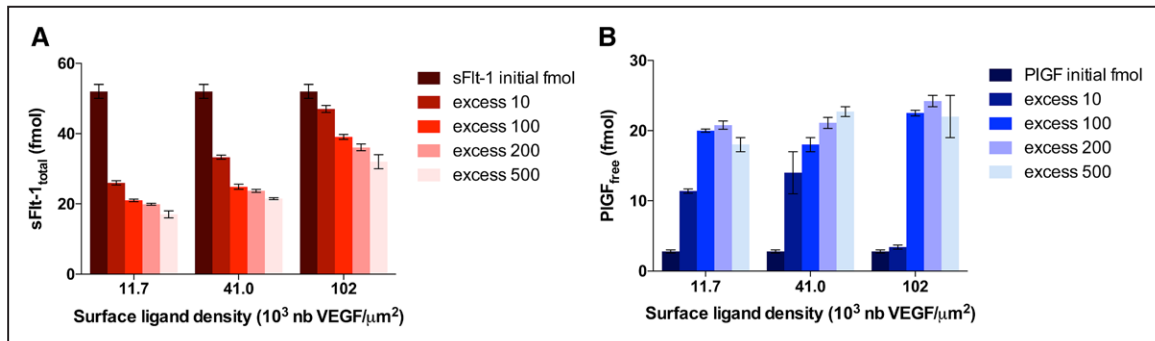 A
60
40
20
0
sFlt-1total (fmol)
11.7 41.0 102
Surface ligand density (10³ nb VEGF/μm²)
sFlt-1 initial fmol
excess 10
excess 100
excess 200
excess 500
B
30
20
10
0
PlGFfree (fmol)
11.7 41.0 102
Surface ligand density (10³ nb VEGF/μm²)
PlGF initial fmol
excess 10
excess 100
excess 200
excess 500